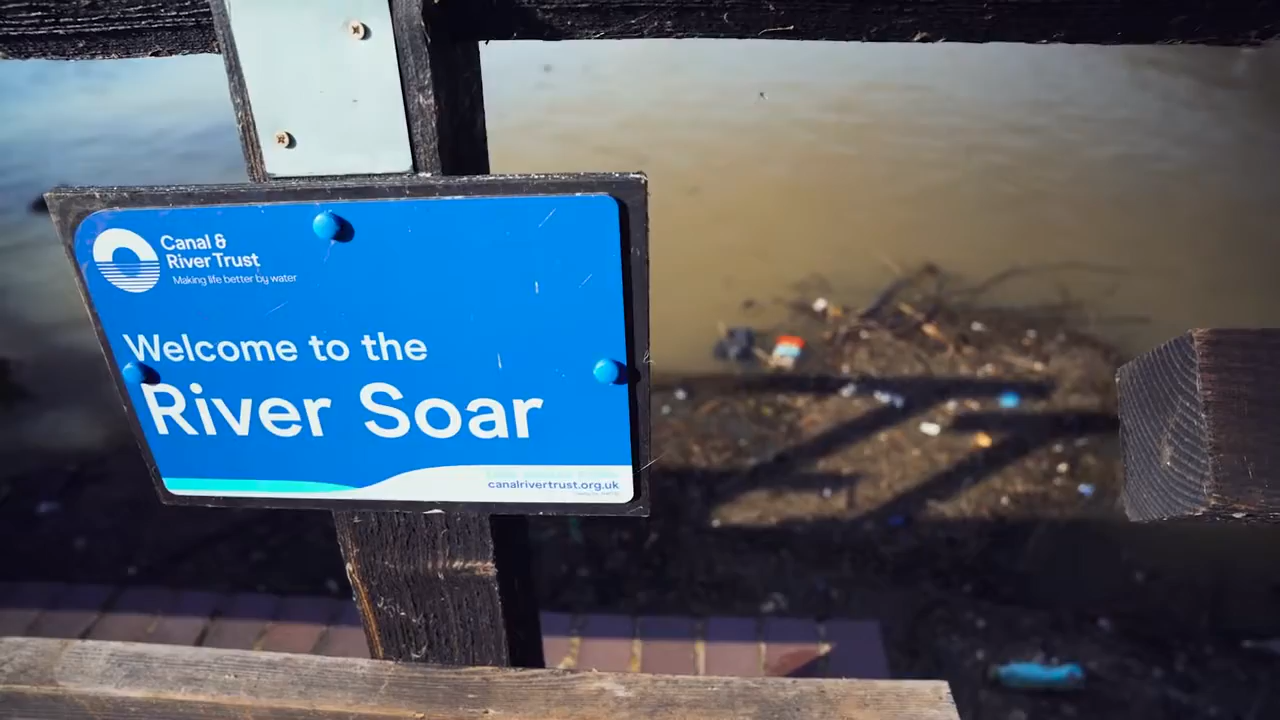 Canal &
River Trust
Making life better by water
Welcome to the
River Soar
canalrivertrust.org.uk